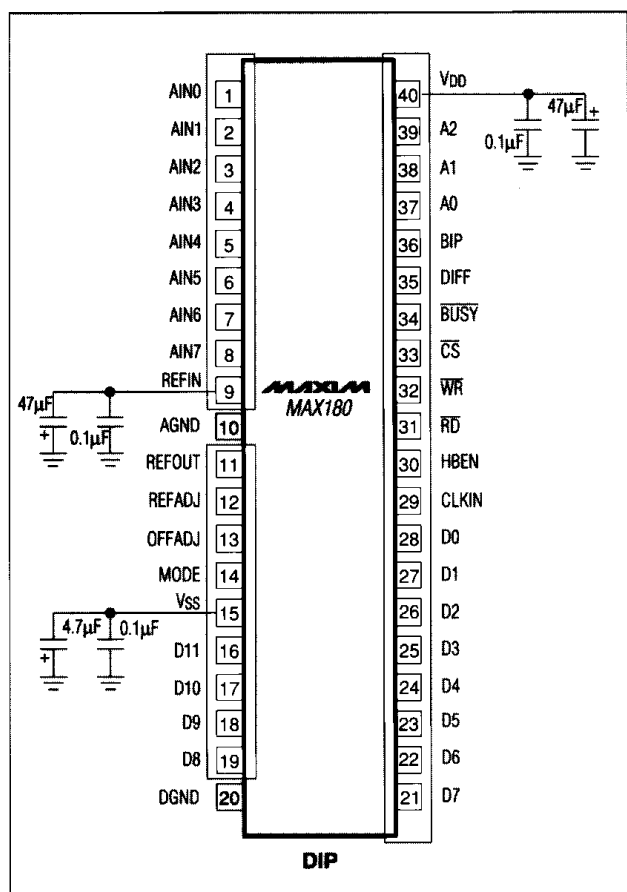 AIN0 1
AIN1 2
AIN2 3
AIN3 4
AIN4 5
AIN5 6
AIN6 7
AIN7 8
REFIN 9
47µF
+
0.1µF
AGND 10
REFOUT 11
REFADJ 12
OFFADJ 13
MODE 14
VSS 15
4.7µF
+
0.1µF
D11 16
D10 17
D9 18
D8 19
DGND 20
MAXIM
MAX180
40 VDD
47µF
+
0.1µF
39 A2
38 A1
37 A0
36 BIP
35 DIFF
34 B̅U̅S̅Y̅
33 C̅S̅
32 W̅R̅
31 R̅D̅
30 HBEN
29 CLKIN
28 D0
27 D1
26 D2
25 D3
24 D4
23 D5
22 D6
21 D7
DIP